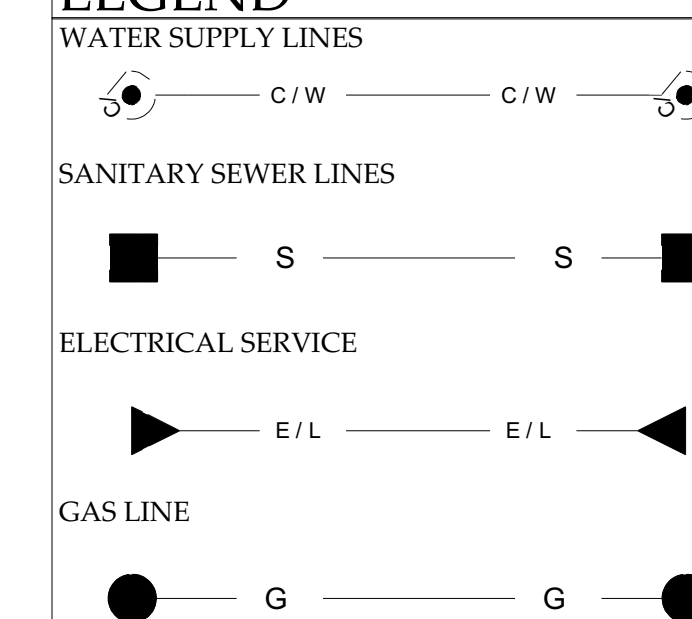 LEGEND
WATER SUPPLY LINES
C / W C / W
SANITARY SEWER LINES
S S
ELECTRICAL SERVICE
E / L E / L
GAS LINE
G G